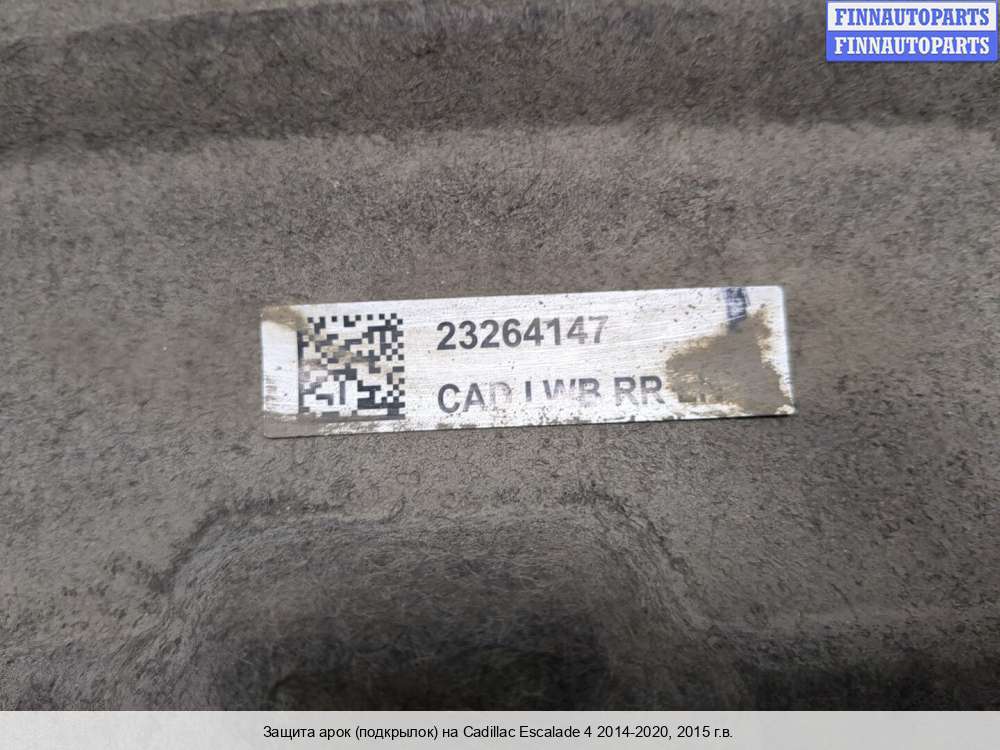 FINNAUTOPARTS
FINNAUTOPARTS
23264147
CAD LWB RR
Защита арок (подкрылок) на Cadillac Escalade 4 2014-2020, 2015 г.в.